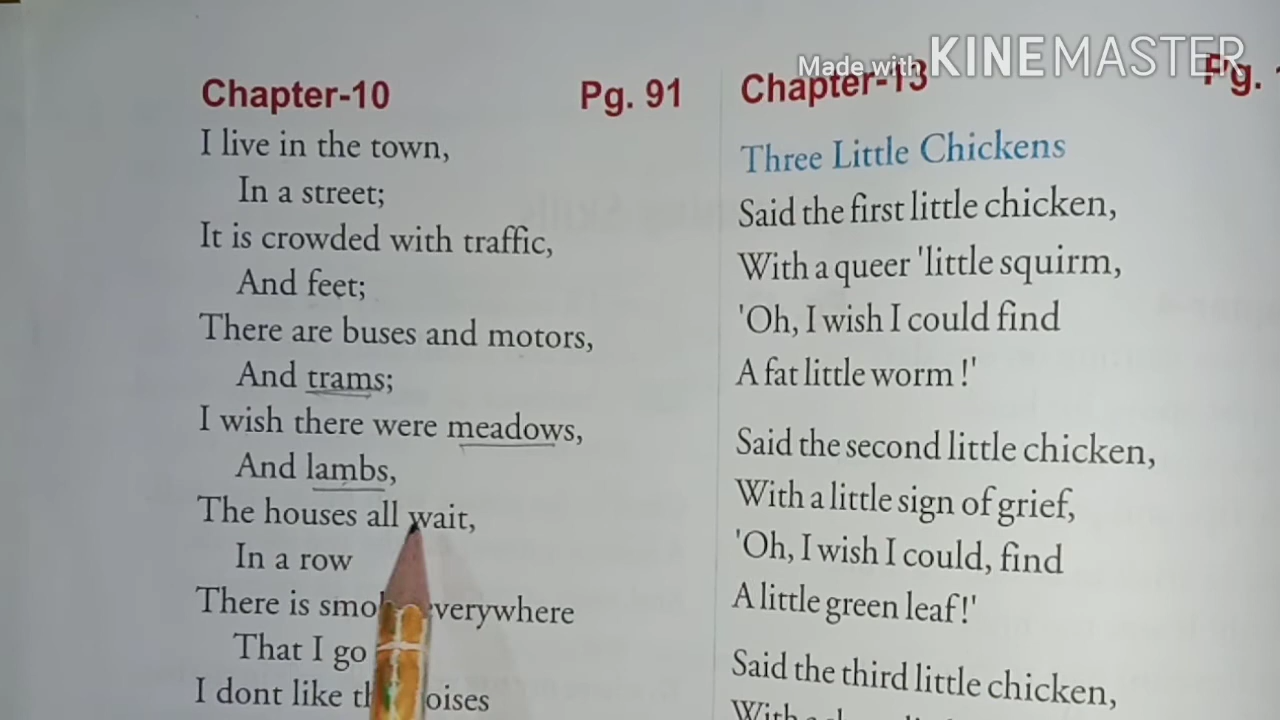 Made with KINEMASTER
Chapter-10 Pg. 91
I live in the town,
In a street;
It is crowded with traffic,
And feet;
There are buses and motors,
And trams;
I wish there were meadows,
And lambs,
The houses all wait,
In a row
There is everywhere
That I go
I dont like
Chapter-13 Pg.
Three Little Chickens
Said the first little chicken,
With a queer 'little squirm,
'Oh, I wish I could find
A fat little worm !'
Said the second little chicken,
With a little sign of grief,
'Oh, I wish I could, find
A little green leaf!'
Said the third little chicken,
With a